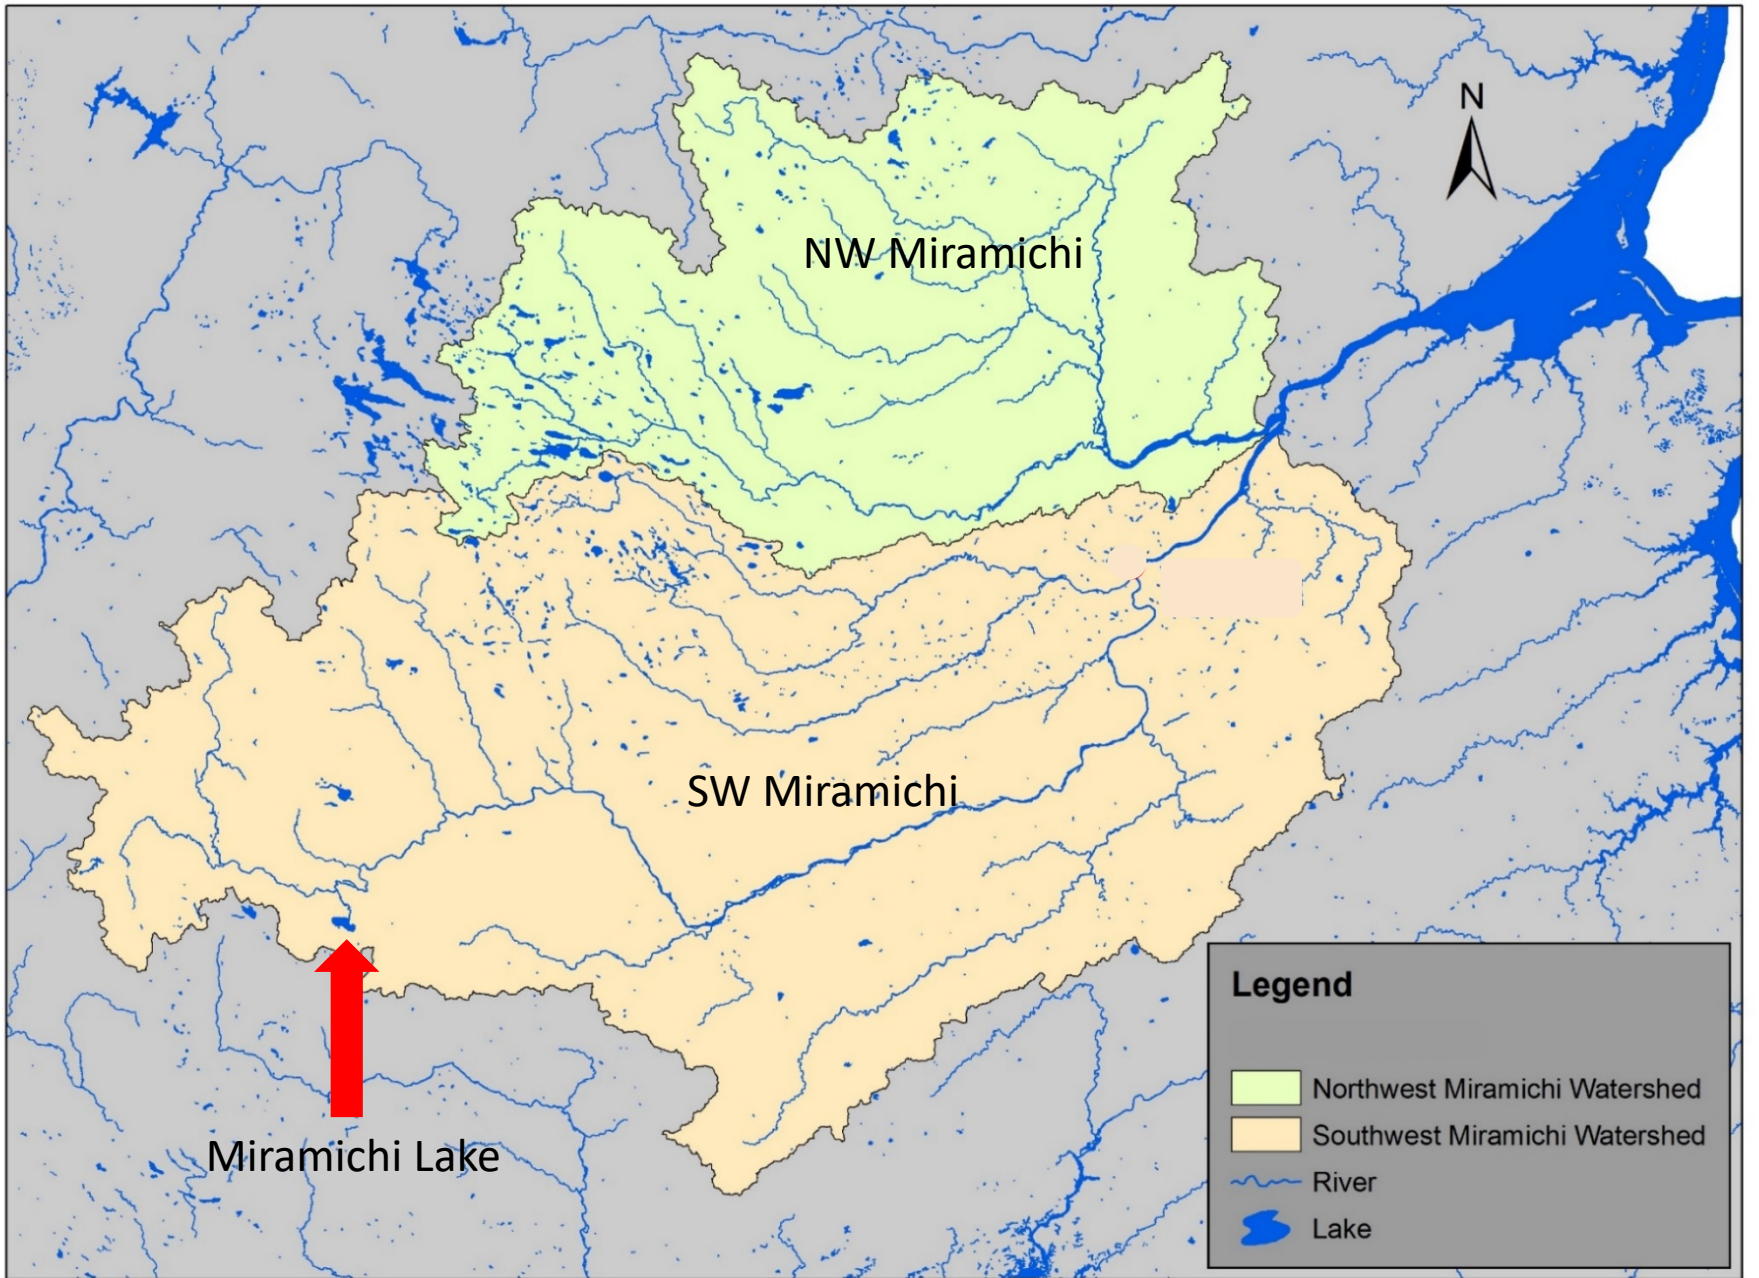 N
NW Miramichi
SW Miramichi
Miramichi Lake
Legend
Northwest Miramichi Watershed
Southwest Miramichi Watershed
River
Lake